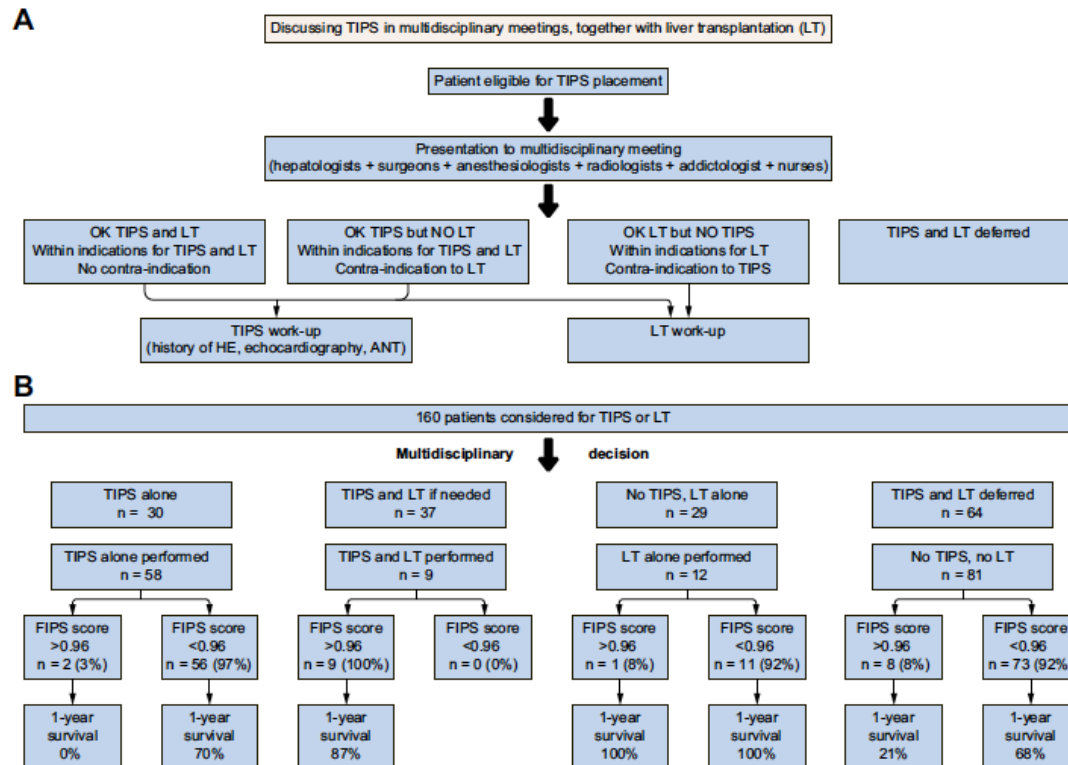 A
Discussing TIPS in multidisciplinary meetings, together with liver transplantation (LT)
Patient eligible for TIPS placement
Presentation to multidisciplinary meeting
(hepatologists + surgeons + anesthesiologists + radiologists + addictologist + nurses)
OK TIPS and LT
Within indications for TIPS and LT
No contra-indication
OK TIPS but NO LT
Within indications for TIPS and LT
Contra-indication to LT
OK LT but NO TIPS
Within indications for LT
Contra-indication to TIPS
TIPS and LT deferred
TIPS work-up
(history of HE, echocardiography, ANT)
LT work-up
B
160 patients considered for TIPS or LT
Multidisciplinary decision
TIPS alone
n = 30
TIPS and LT if needed
n = 37
No TIPS, LT alone
n = 29
TIPS and LT deferred
n = 64
TIPS alone performed
n = 58
TIPS and LT performed
n = 9
LT alone performed
n = 12
No TIPS, no LT
n = 81
FIPS score
>0.96
n = 2 (3%)
FIPS score
<0.96
n = 56 (97%)
FIPS score
>0.96
n = 9 (100%)
FIPS score
<0.96
n = 0 (0%)
FIPS score
>0.96
n = 1 (8%)
FIPS score
<0.96
n = 11 (92%)
FIPS score
>0.96
n = 8 (8%)
FIPS score
<0.96
n = 73 (92%)
1-year
survival
0%
1-year
survival
70%
1-year
survival
87%
1-year
survival
100%
1-year
survival
100%
1-year
survival
21%
1-year
survival
68%